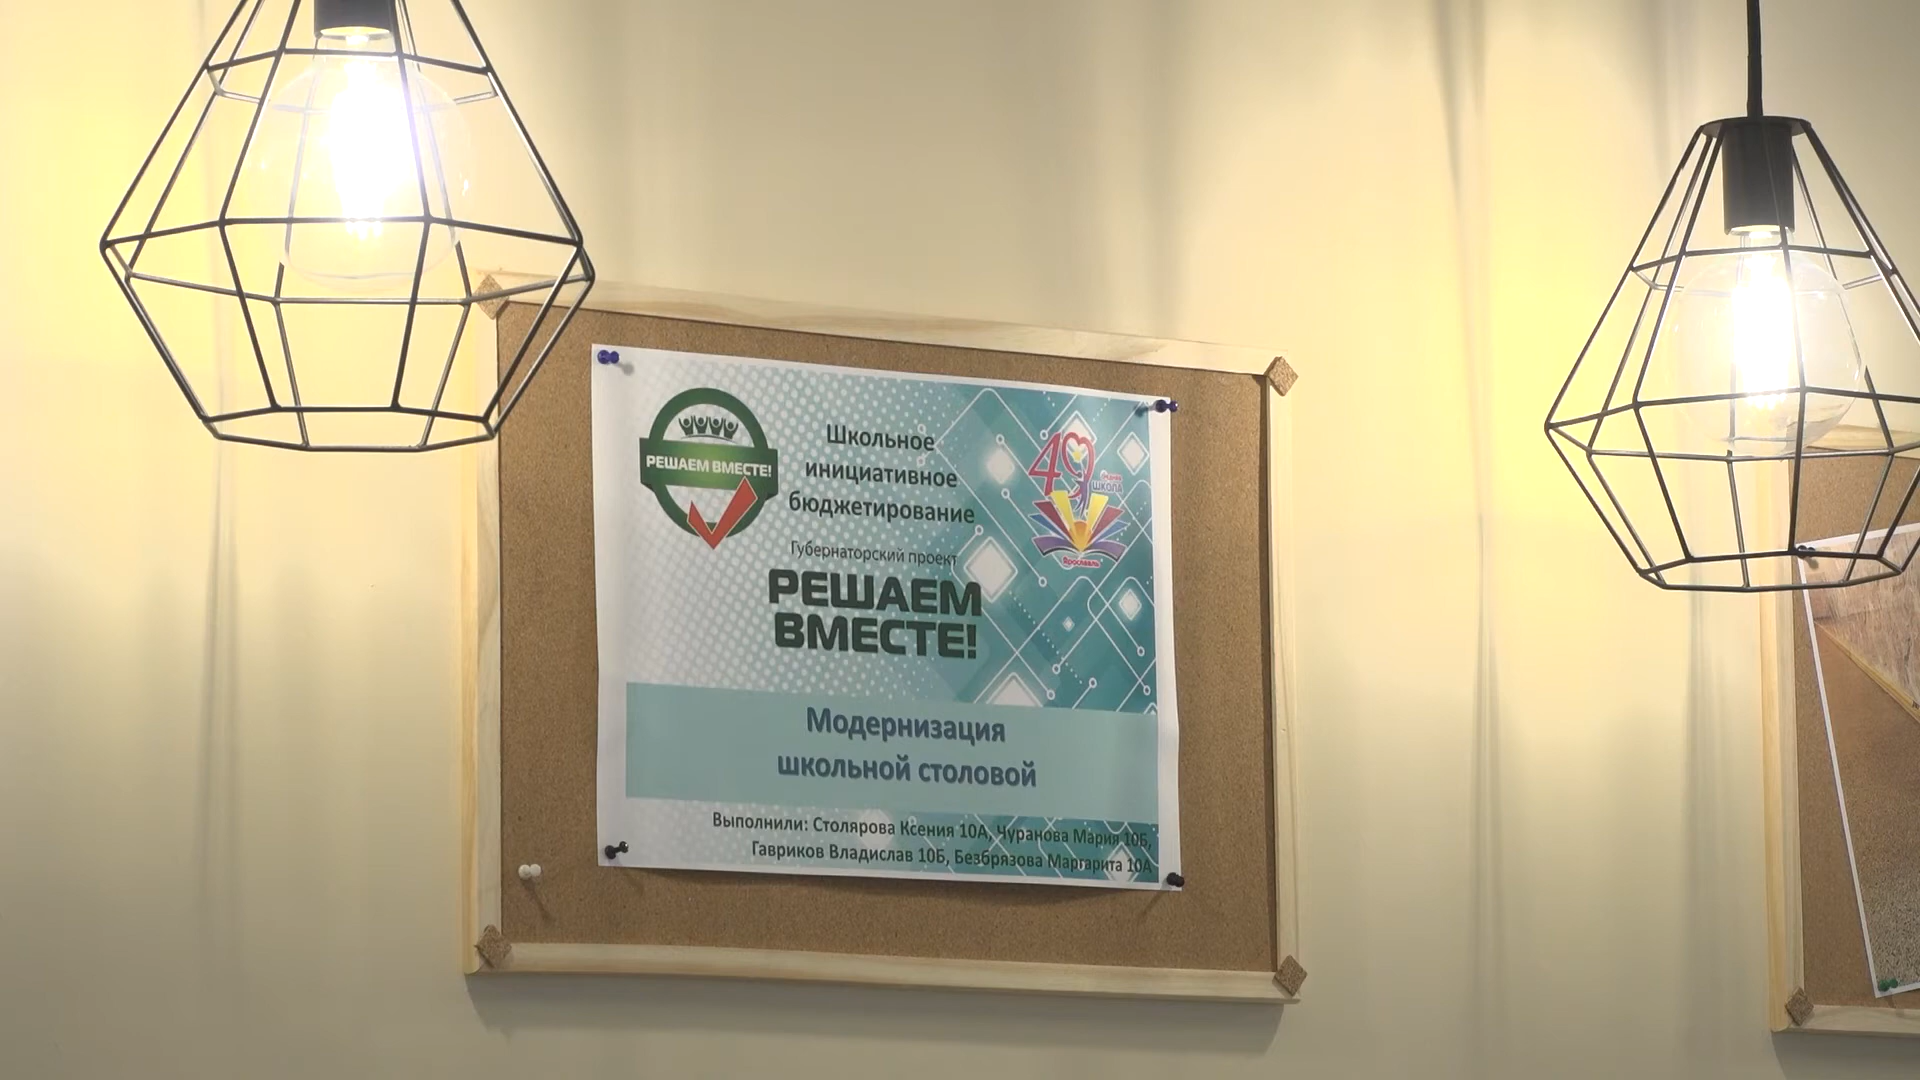 РЕШАЕМ ВМЕСТЕ!
Школьное
инициативное
бюджетирование
49
Средняя
ШКОЛА
Ярославль
Губернаторский проект
РЕШАЕМ
ВМЕСТЕ!
Модернизация
школьной столовой
Выполнили: Столярова Ксения 10А, Чуранова Мария 10Б,
Гавриков Владислав 10Б, Безбрязова Маргарита 10А